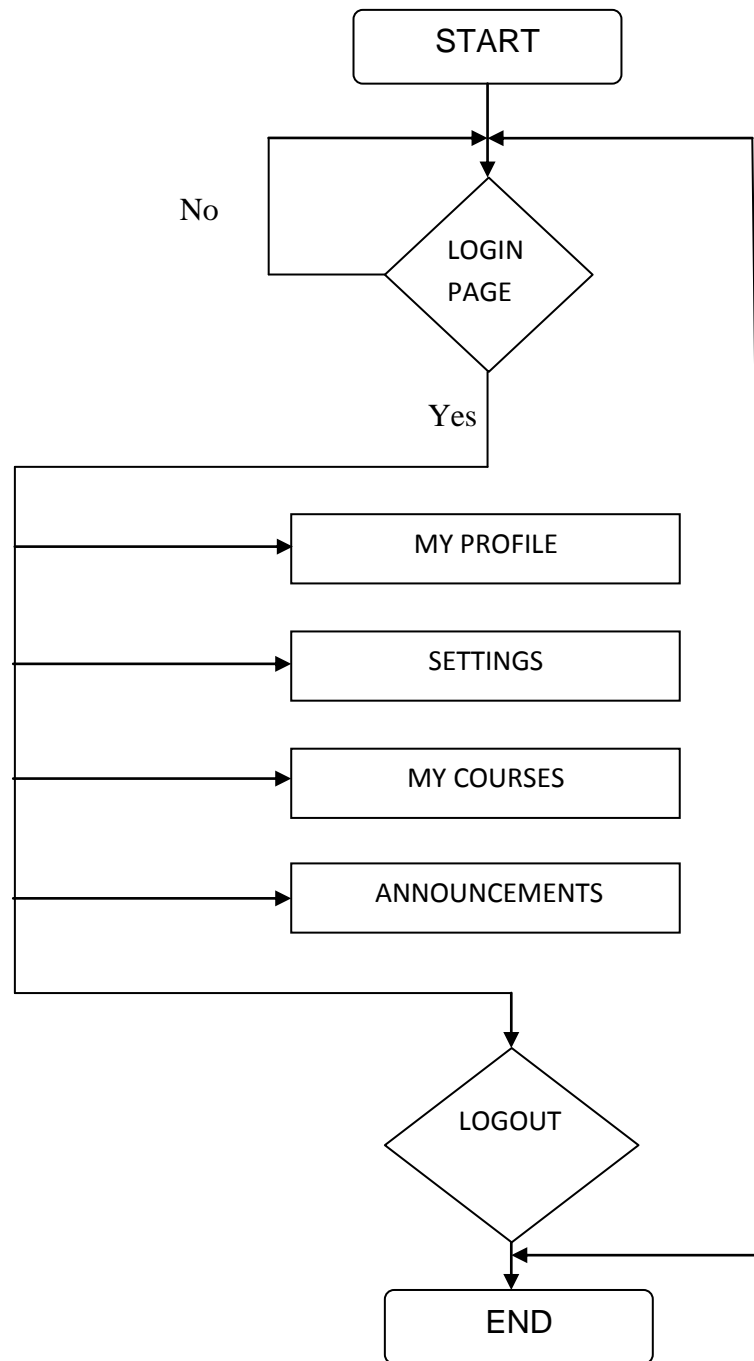 START
No
LOGIN
PAGE
Yes
MY PROFILE
SETTINGS
MY COURSES
ANNOUNCEMENTS
LOGOUT
END